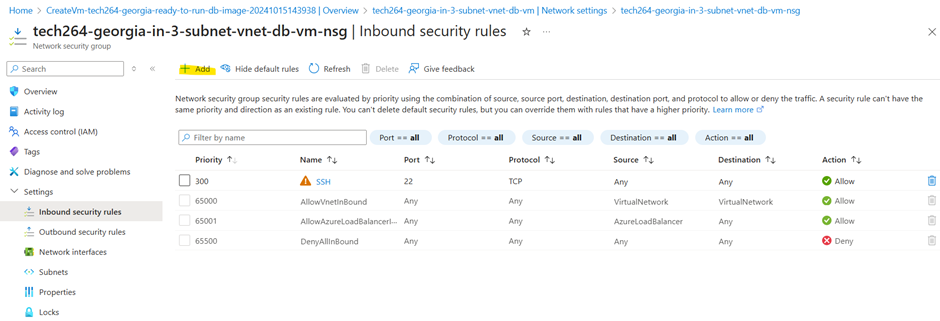 Home > CreateVm-tech264-georgia-ready-to-run-db-image-20241015143938 | Overview > tech264-georgia-in-3-subnet-vnet-db-vm | Network settings > tech264-georgia-in-3-subnet-vnet-db-vm-nsg
tech264-georgia-in-3-subnet-vnet-db-vm-nsg | Inbound security rules
Network security group
Search
Add Hide default rules Refresh Delete Give feedback
Overview
Activity log
Access control (IAM)
Tags
Diagnose and solve problems
Settings
Inbound security rules
Outbound security rules
Network interfaces
Subnets
Properties
Locks
Network security group security rules are evaluated by priority using the combination of source, source port, destination, destination port, and protocol to allow or deny the traffic. A security rule can't have the
same priority and direction as an existing rule. You can't delete default security rules, but you can override them with rules that have a higher priority. Learn more
Filter by name Port == all Protocol == all Source == all Destination == all Action == all
Priority Name Port Protocol Source Destination Action
300 SSH 22 TCP Any Any Allow
65000 AllowVnetInBound Any Any VirtualNetwork VirtualNetwork Allow
65001 AllowAzureLoadBalancerI... Any Any AzureLoadBalancer Any Allow
65500 DenyAllInBound Any Any Any Any Deny